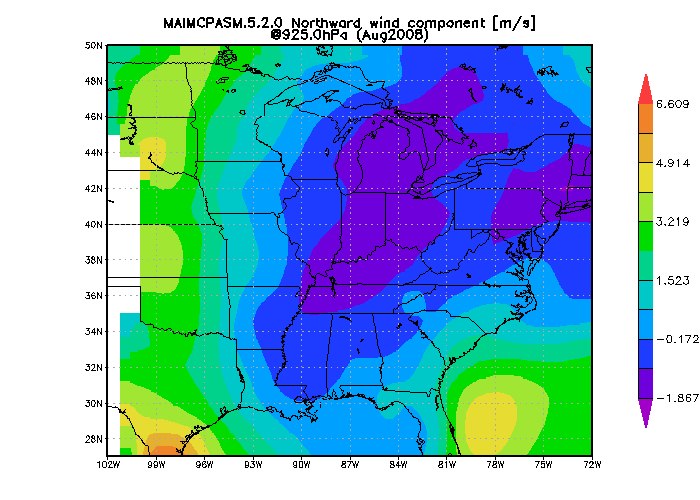 MAIMCPASM.5.2.0 Northward wind component [m/s]
@925.0hPa (Aug2008)
50N
48N
46N
44N
42N
40N
38N
36N
34N
32N
30N
28N
102W 99W 96W 93W 90W 87W 84W 81W 78W 75W 72W
6.609
4.914
3.219
1.523
-0.172
-1.867